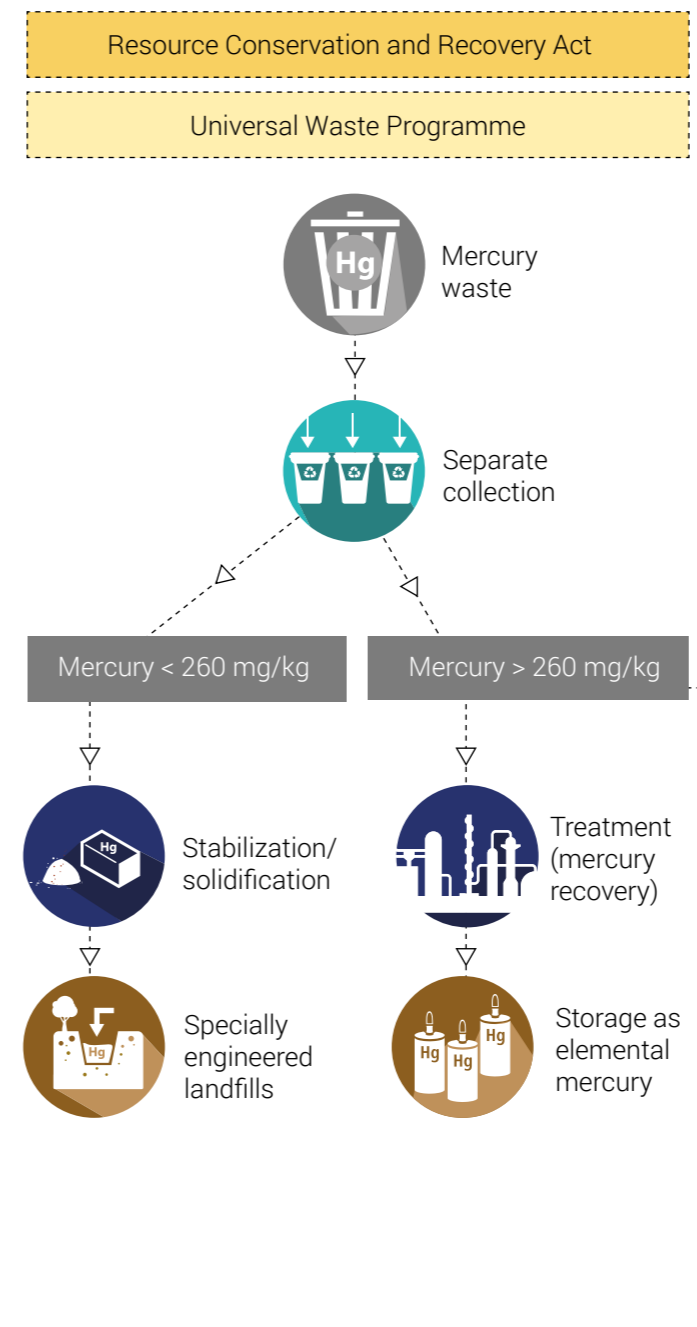 Resource Conservation and Recovery Act
Universal Waste Programme
Hg
Mercury
waste
Separate
collection
Mercury < 260 mg/kg
Mercury > 260 mg/kg
Hg
Stabilization/
solidification
Treatment
(mercury
recovery)
Hg
Specially
engineered
landfills
Hg
Hg
Hg
Storage as
elemental
mercury